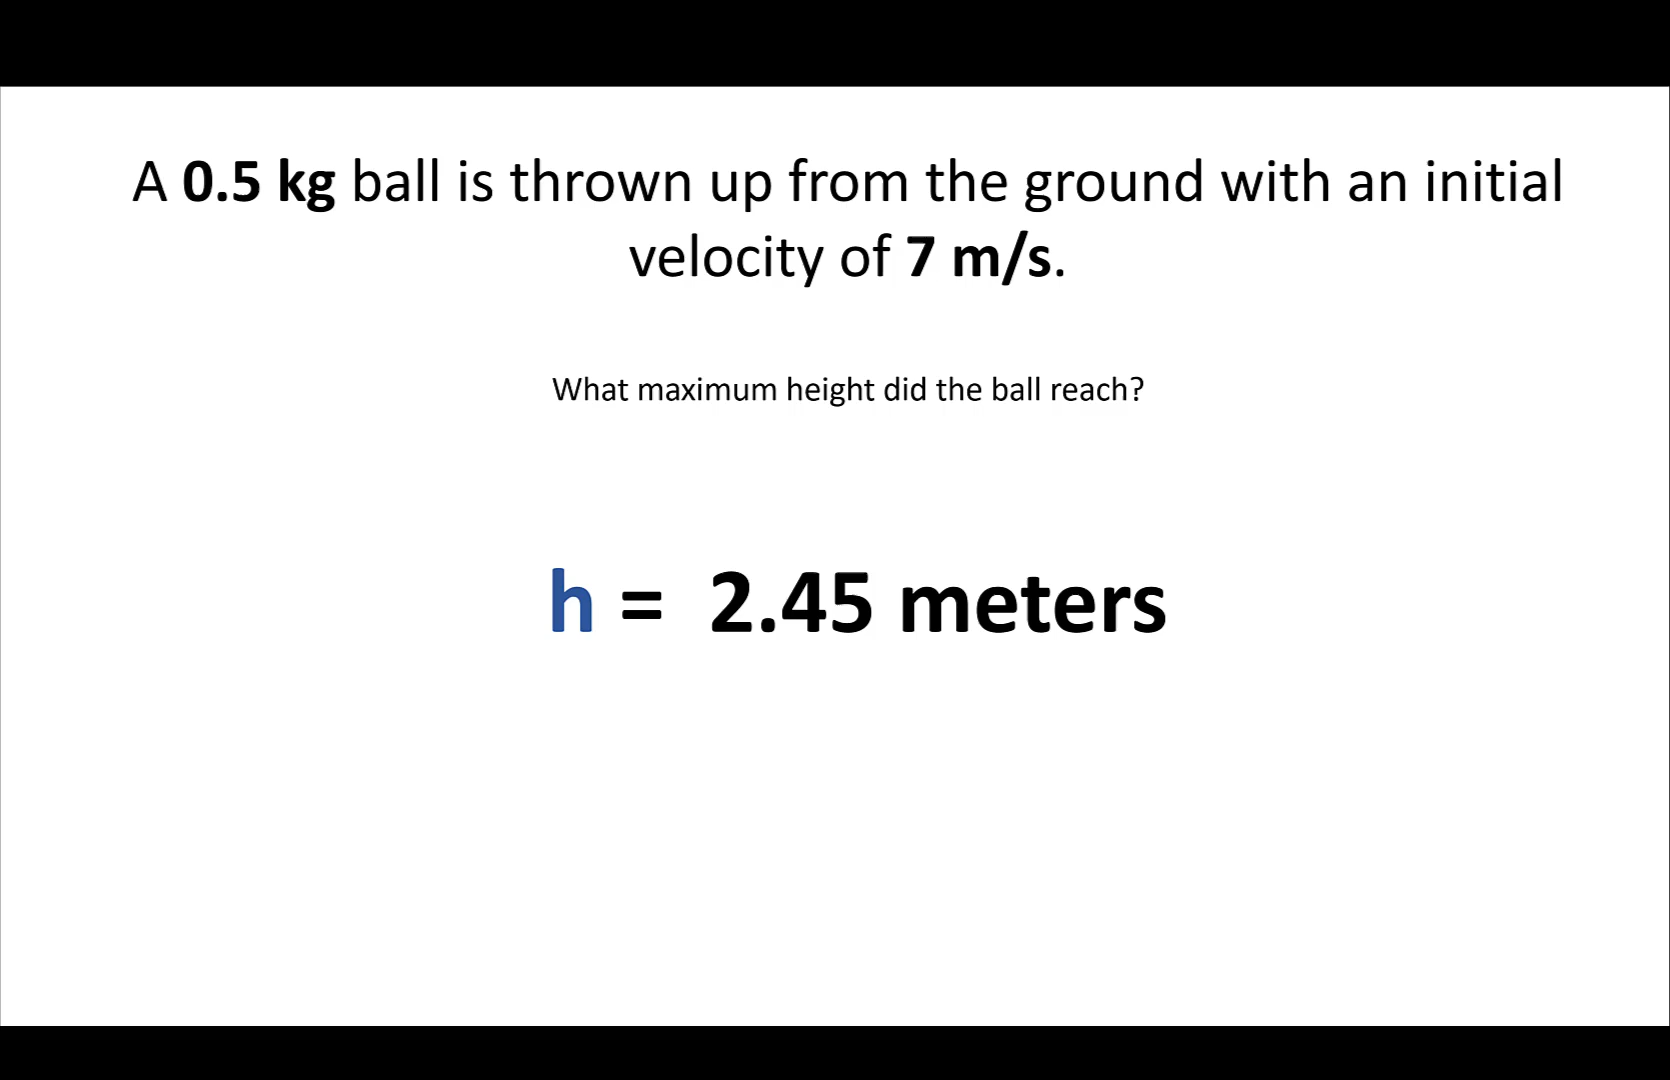 A 0.5 kg ball is thrown up from the ground with an initial
velocity of 7 m/s.
What maximum height did the ball reach?
h = 2.45 meters